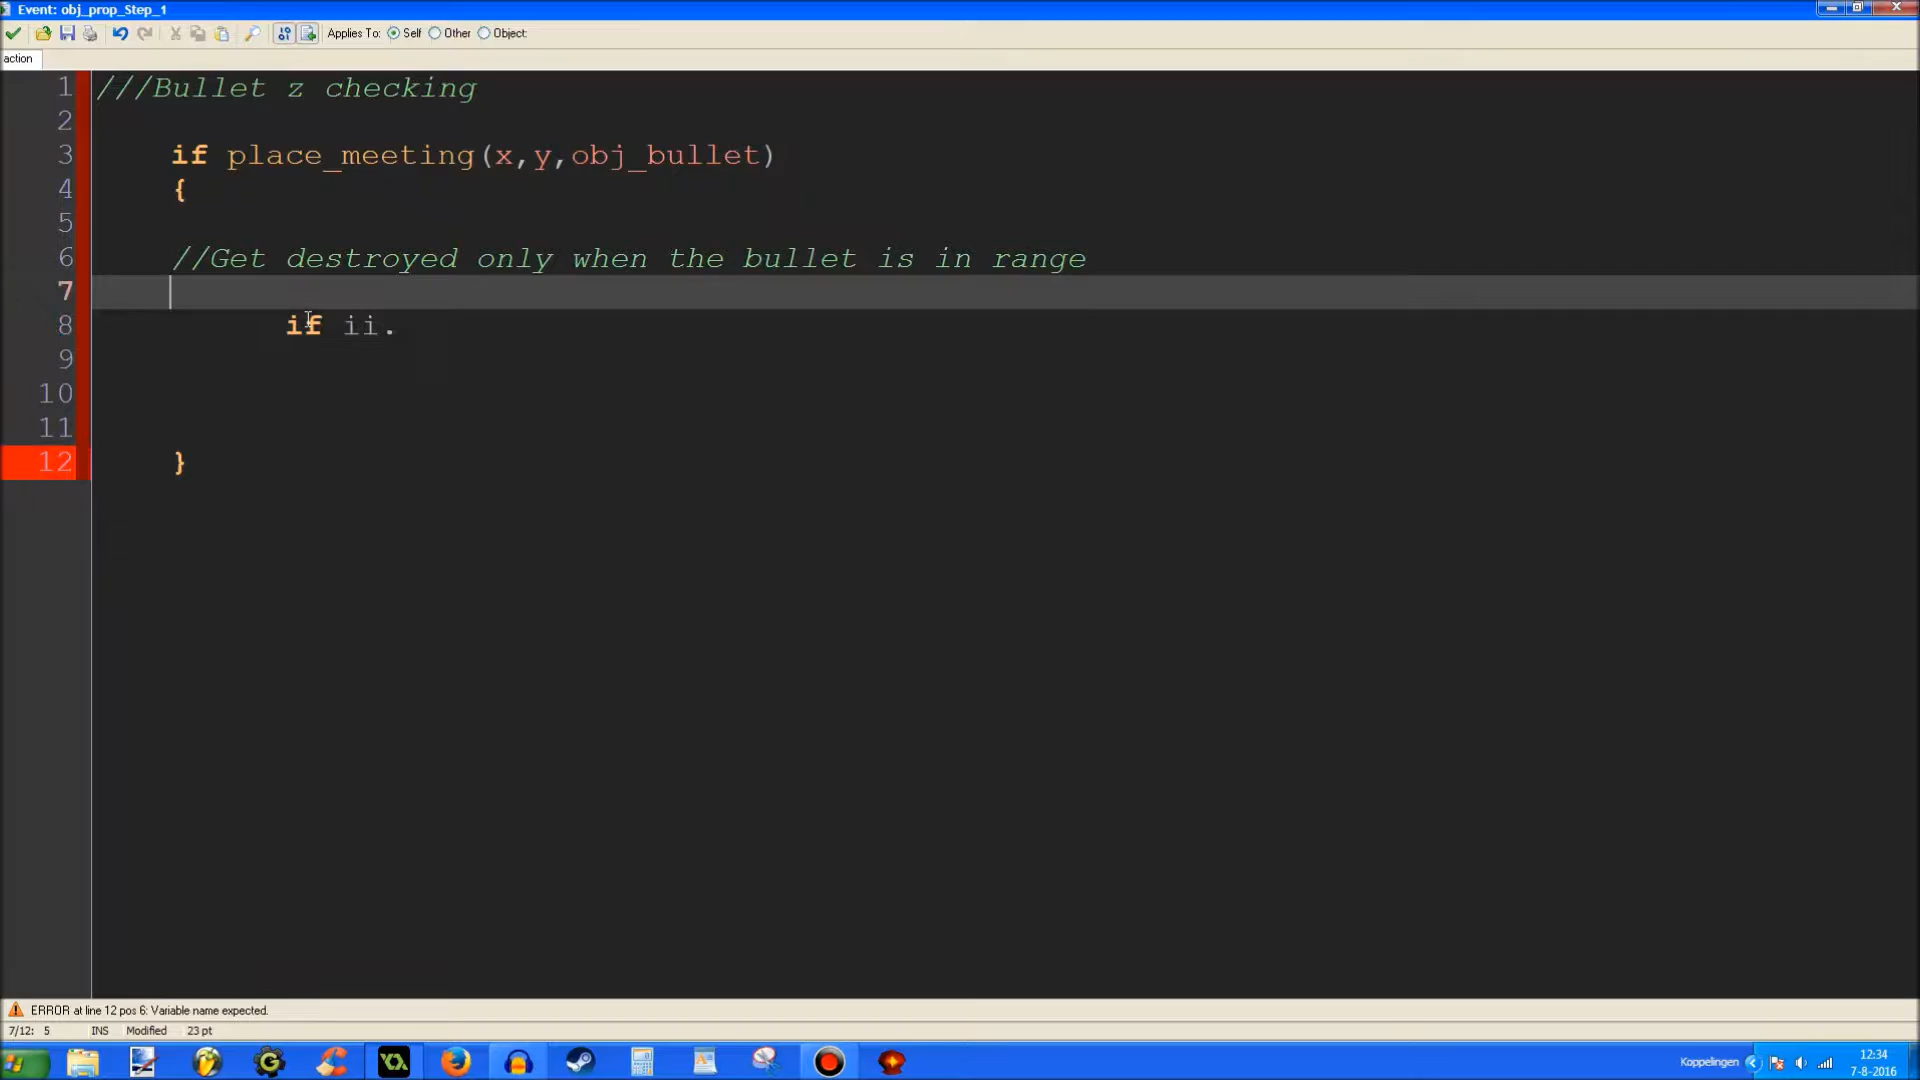 Event: obj_prop_Step_1
Applies To: Self Other Object:
action
1 ///Bullet z checking
2
3 if place_meeting(x,y,obj_bullet)
4 {
5
6 //Get destroyed only when the bullet is in range
7
8 if ii.
9
10
11
12 }
ERROR at line 12 pos 6: Variable name expected.
7/12: 5 INS Modified 23 pt
Koppelingen 12:34
7-8-2016